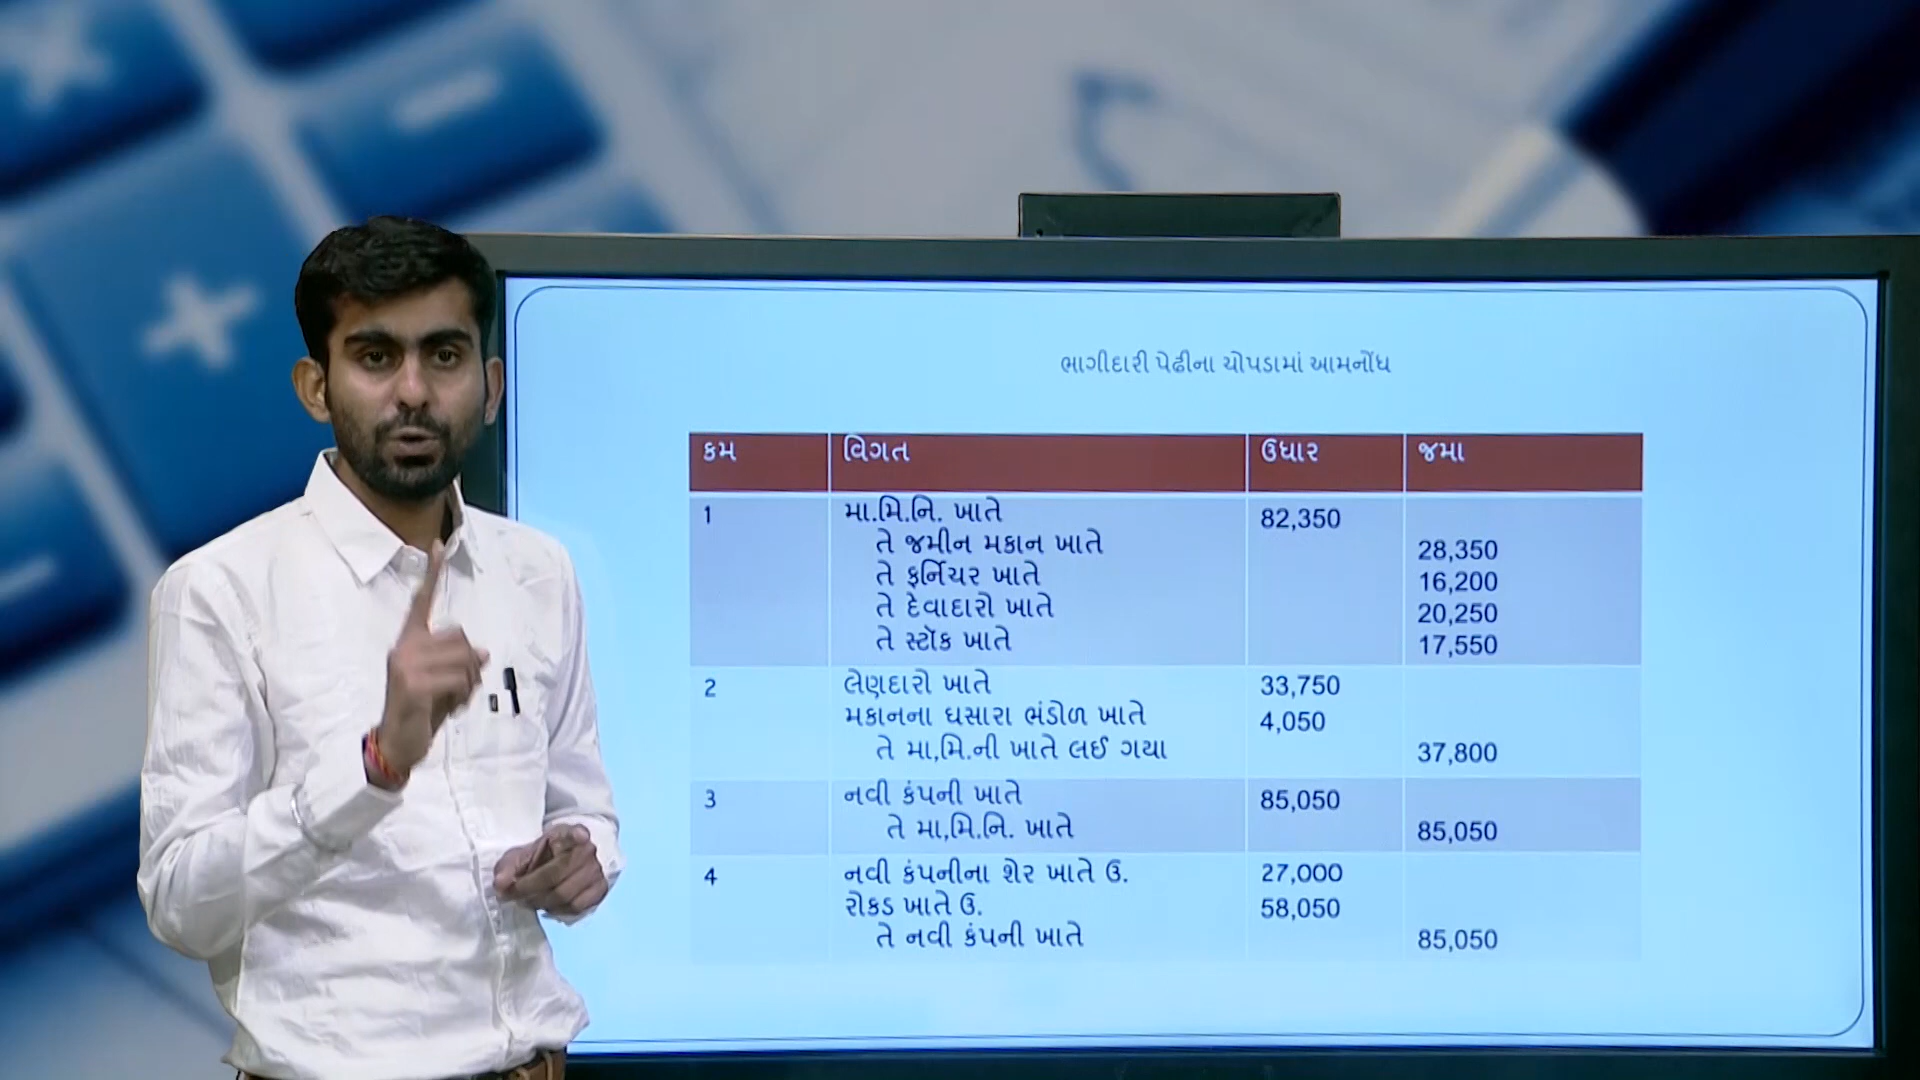 ભાગીદારી પેઢીના ચોપડામાં આમનોંધ
ક્રમ વિગત ઉધાર જમા
1 મા.મિ.નિ. ખાતે 82,350
તે જમીન મકાન ખાતે 28,350
તે ફર્નિચર ખાતે 16,200
તે દેવાદારો ખાતે 20,250
તે સ્ટૉક ખાતે 17,550
2 લેણદારો ખાતે 33,750
મકાનના ઘસારા ભંડોળ ખાતે 4,050
તે મા,મિ.ની ખાતે લઈ ગયા 37,800
3 નવી કંપની ખાતે 85,050
તે મા,મિ.નિ. ખાતે 85,050
4 નવી કંપનીના શેર ખાતે ઉ. 27,000
રોકડ ખાતે ઉ. 58,050
તે નવી કંપની ખાતે 85,050